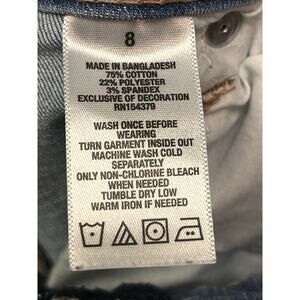 8
MADE IN BANGLADESH
75% COTTON
22% POLYESTER
3% SPANDEX
EXCLUSIVE OF DECORATION
RN154379
WASH ONCE BEFORE
WEARING
TURN GARMENT INSIDE OUT
MACHINE WASH COLD
SEPARATELY
ONLY NON-CHLORINE BLEACH
WHEN NEEDED
TUMBLE DRY LOW
WARM IRON IF NEEDED